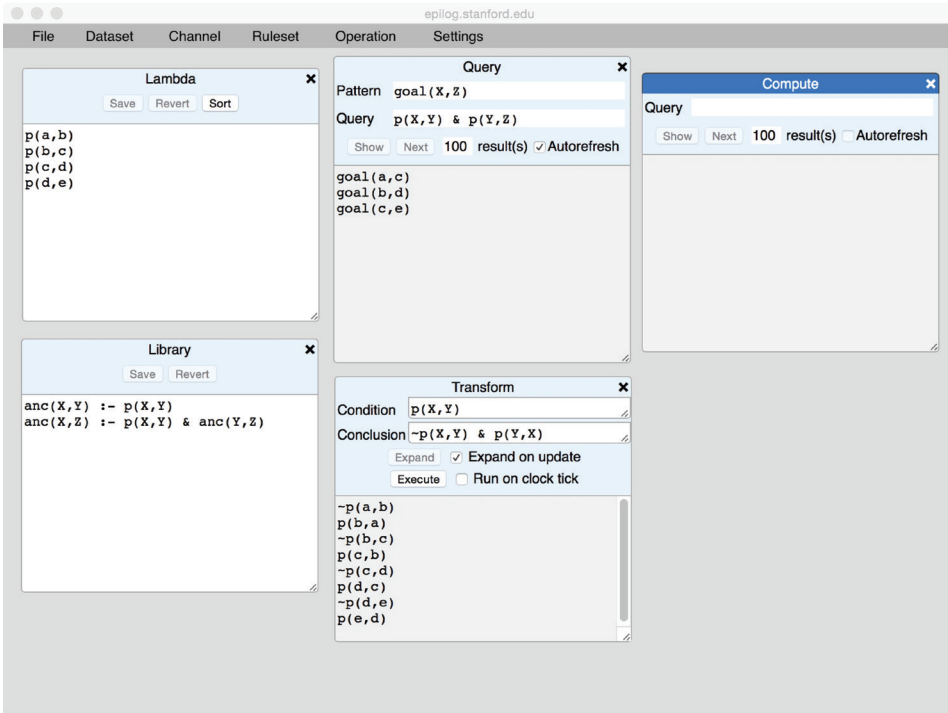 epilog.stanford.edu
File Dataset Channel Ruleset Operation Settings
Lambda ×
Save Revert Sort
p(a,b)
p(b,c)
p(c,d)
p(d,e)
Library ×
Save Revert
anc(X,Y) :- p(X,Y)
anc(X,Z) :- p(X,Y) & anc(Y,Z)
Query ×
Pattern goal(X,Z)
Query p(X,Y) & p(Y,Z)
Show Next 100 result(s) Autorefresh
goal(a,c)
goal(b,d)
goal(c,e)
Transform ×
Condition p(X,Y)
Conclusion ~p(X,Y) & p(Y,X)
Expand Expand on update
Execute Run on clock tick
~p(a,b)
p(b,a)
~p(b,c)
p(c,b)
~p(c,d)
p(d,c)
~p(d,e)
p(e,d)
Compute ×
Query
Show Next 100 result(s) Autorefresh